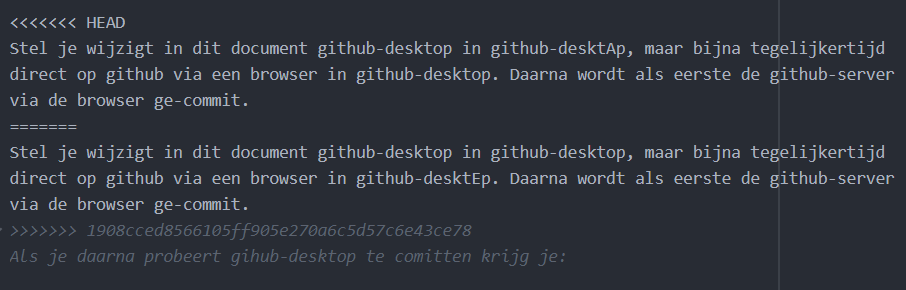 <<<<<<< HEAD
Stel je wijzigt in dit document github-desktop in github-desktAp, maar bijna tegelijkertijd
direct op github via een browser in github-desktop. Daarna wordt als eerste de github-server
via de browser ge-commit.
=======
Stel je wijzigt in dit document github-desktop in github-desktop, maar bijna tegelijkertijd
direct op github via een browser in github-desktEp. Daarna wordt als eerste de github-server
via de browser ge-commit.
>>>>>>> 1908cced8566105ff905e270a6c5d57c6e43ce78
Als je daarna probeert gihub-desktop te comitten krijg je: